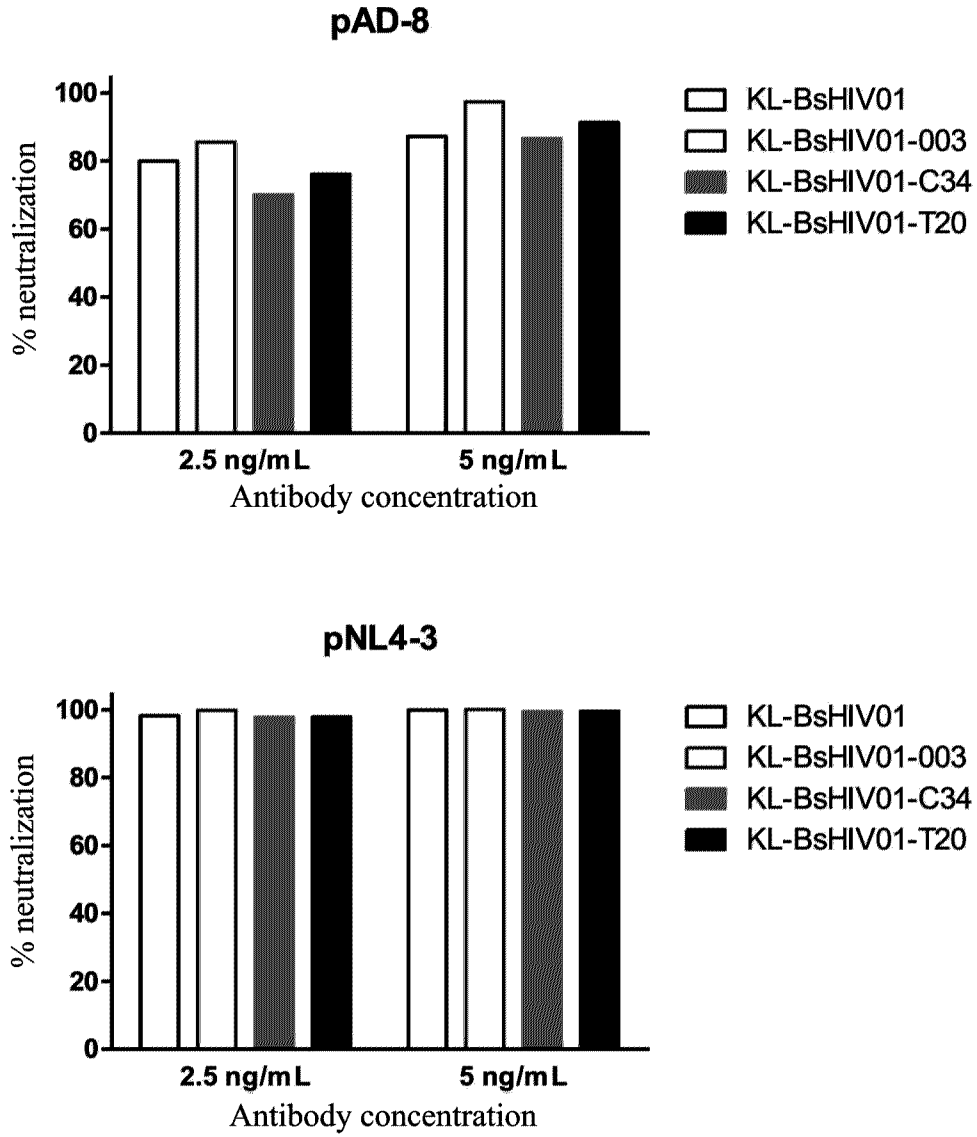 pAD-8
% neutralization
100
80
60
40
20
0
2.5 ng/mL
5 ng/mL
Antibody concentration
KL-BsHIV01
KL-BsHIV01-003
KL-BsHIV01-C34
KL-BsHIV01-T20
pNL4-3
% neutralization
100
80
60
40
20
0
2.5 ng/mL
5 ng/mL
Antibody concentration
KL-BsHIV01
KL-BsHIV01-003
KL-BsHIV01-C34
KL-BsHIV01-T20